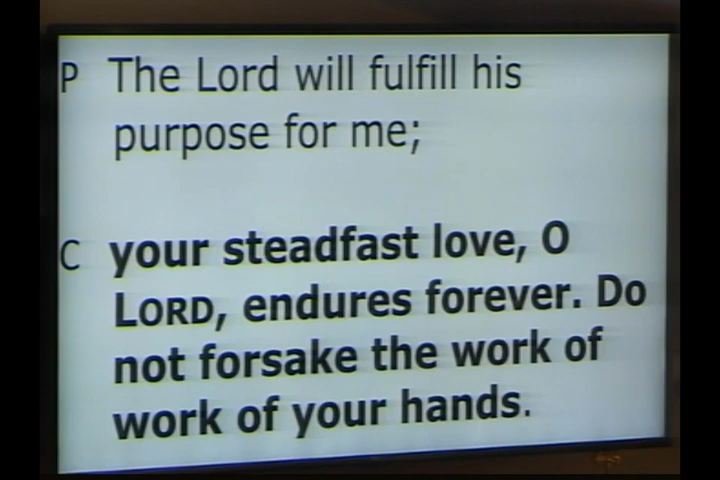 P The Lord will fulfill his
purpose for me;
C your steadfast love, O
LORD, endures forever. Do
not forsake the work of
work of your hands.